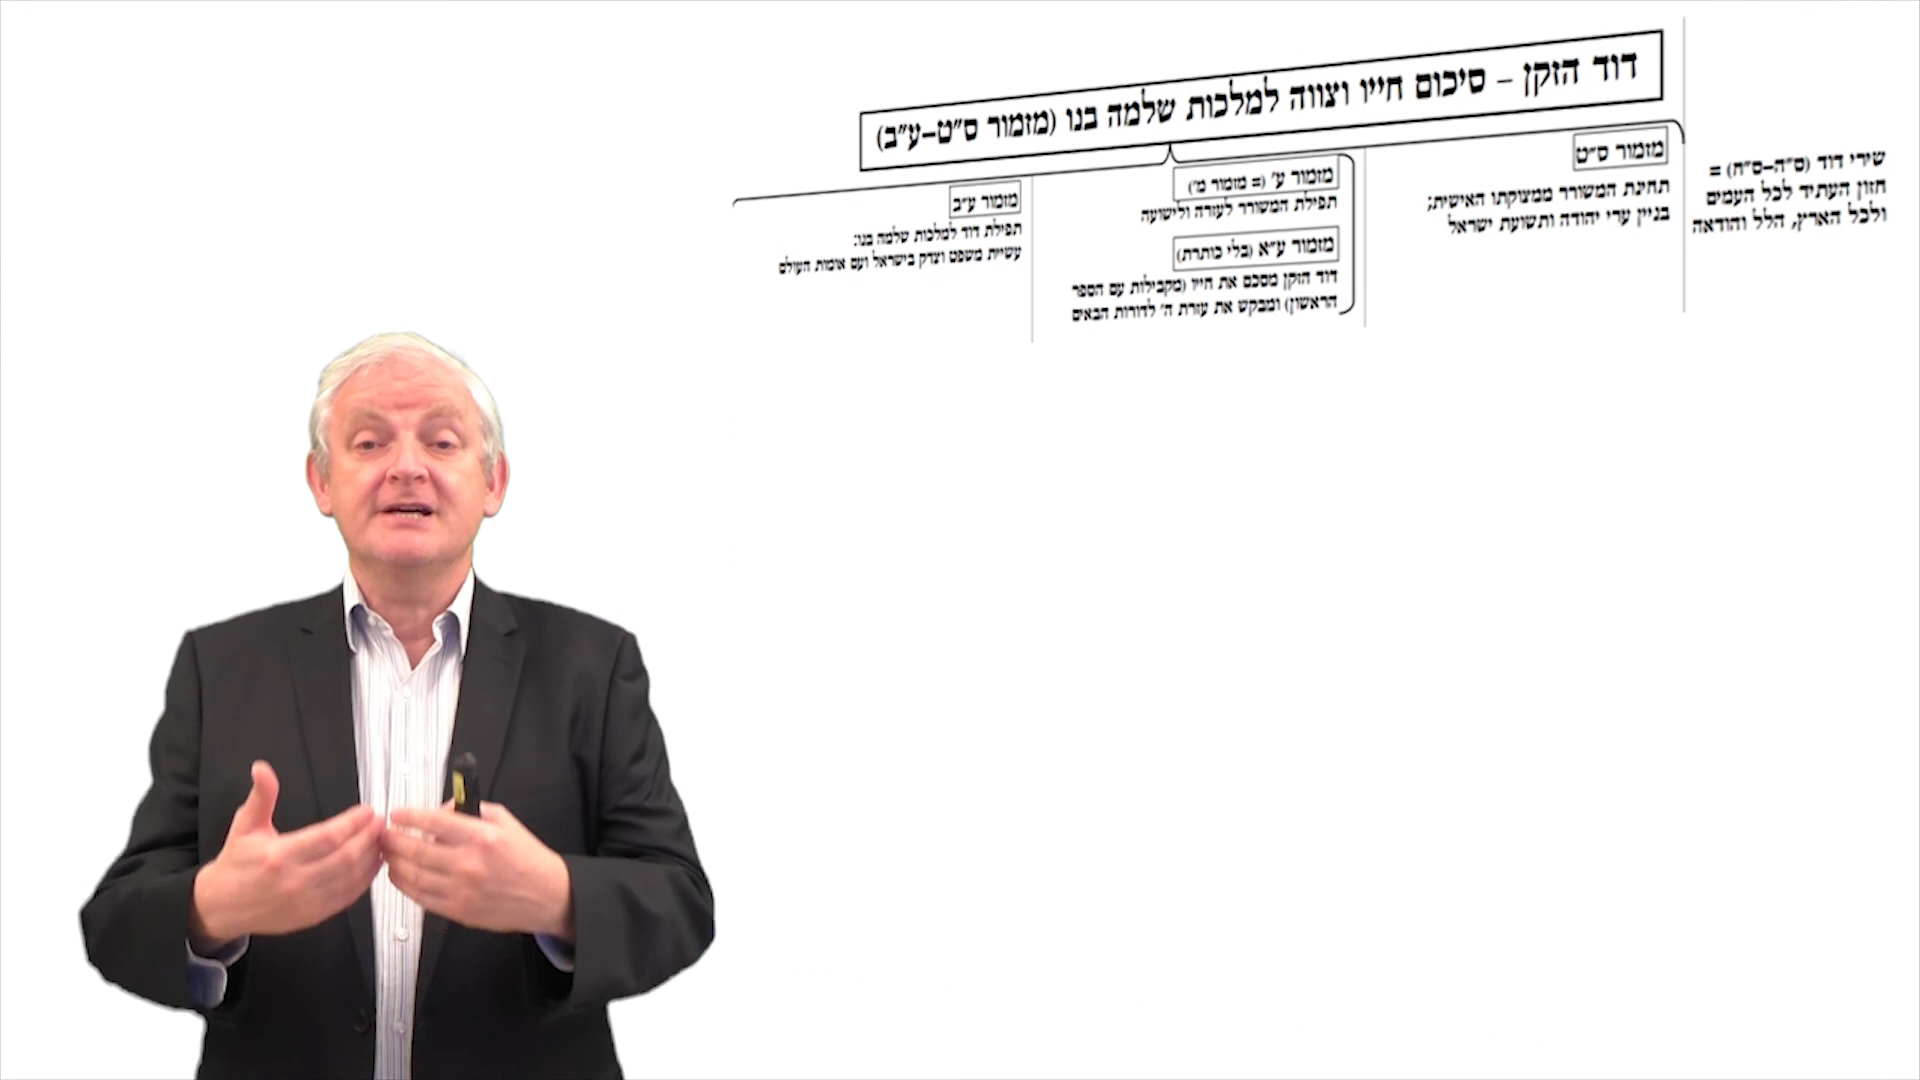 דוד הזקן – סיכום חייו וצווה למלכות שלמה בנו (מזמור ס"ט–ע"ב)
שירי דוד (ס"ה–ס"ח) =
חזון העתיד לכל העמים
ולכל הארץ, הלל והודאה
מזמור ס"ט
תחינת המשורר ממצוקתו האישית;
בניין ערי יהודה ותשועת ישראל
מזמור ע' (= מזמור מ')
תפילת המשורר לעזרה ולישועה
מזמור ע"א (בלי כותרת)
דוד הזקן מסכם את חייו (מקבילות עם הספר
הראשון) ומבקש את עזרת ה' לדורות הבאים
מזמור ע"ב
תפילת דוד למלכות שלמה בנו:
עשיית משפט וצדק בישראל ועם אומות העולם